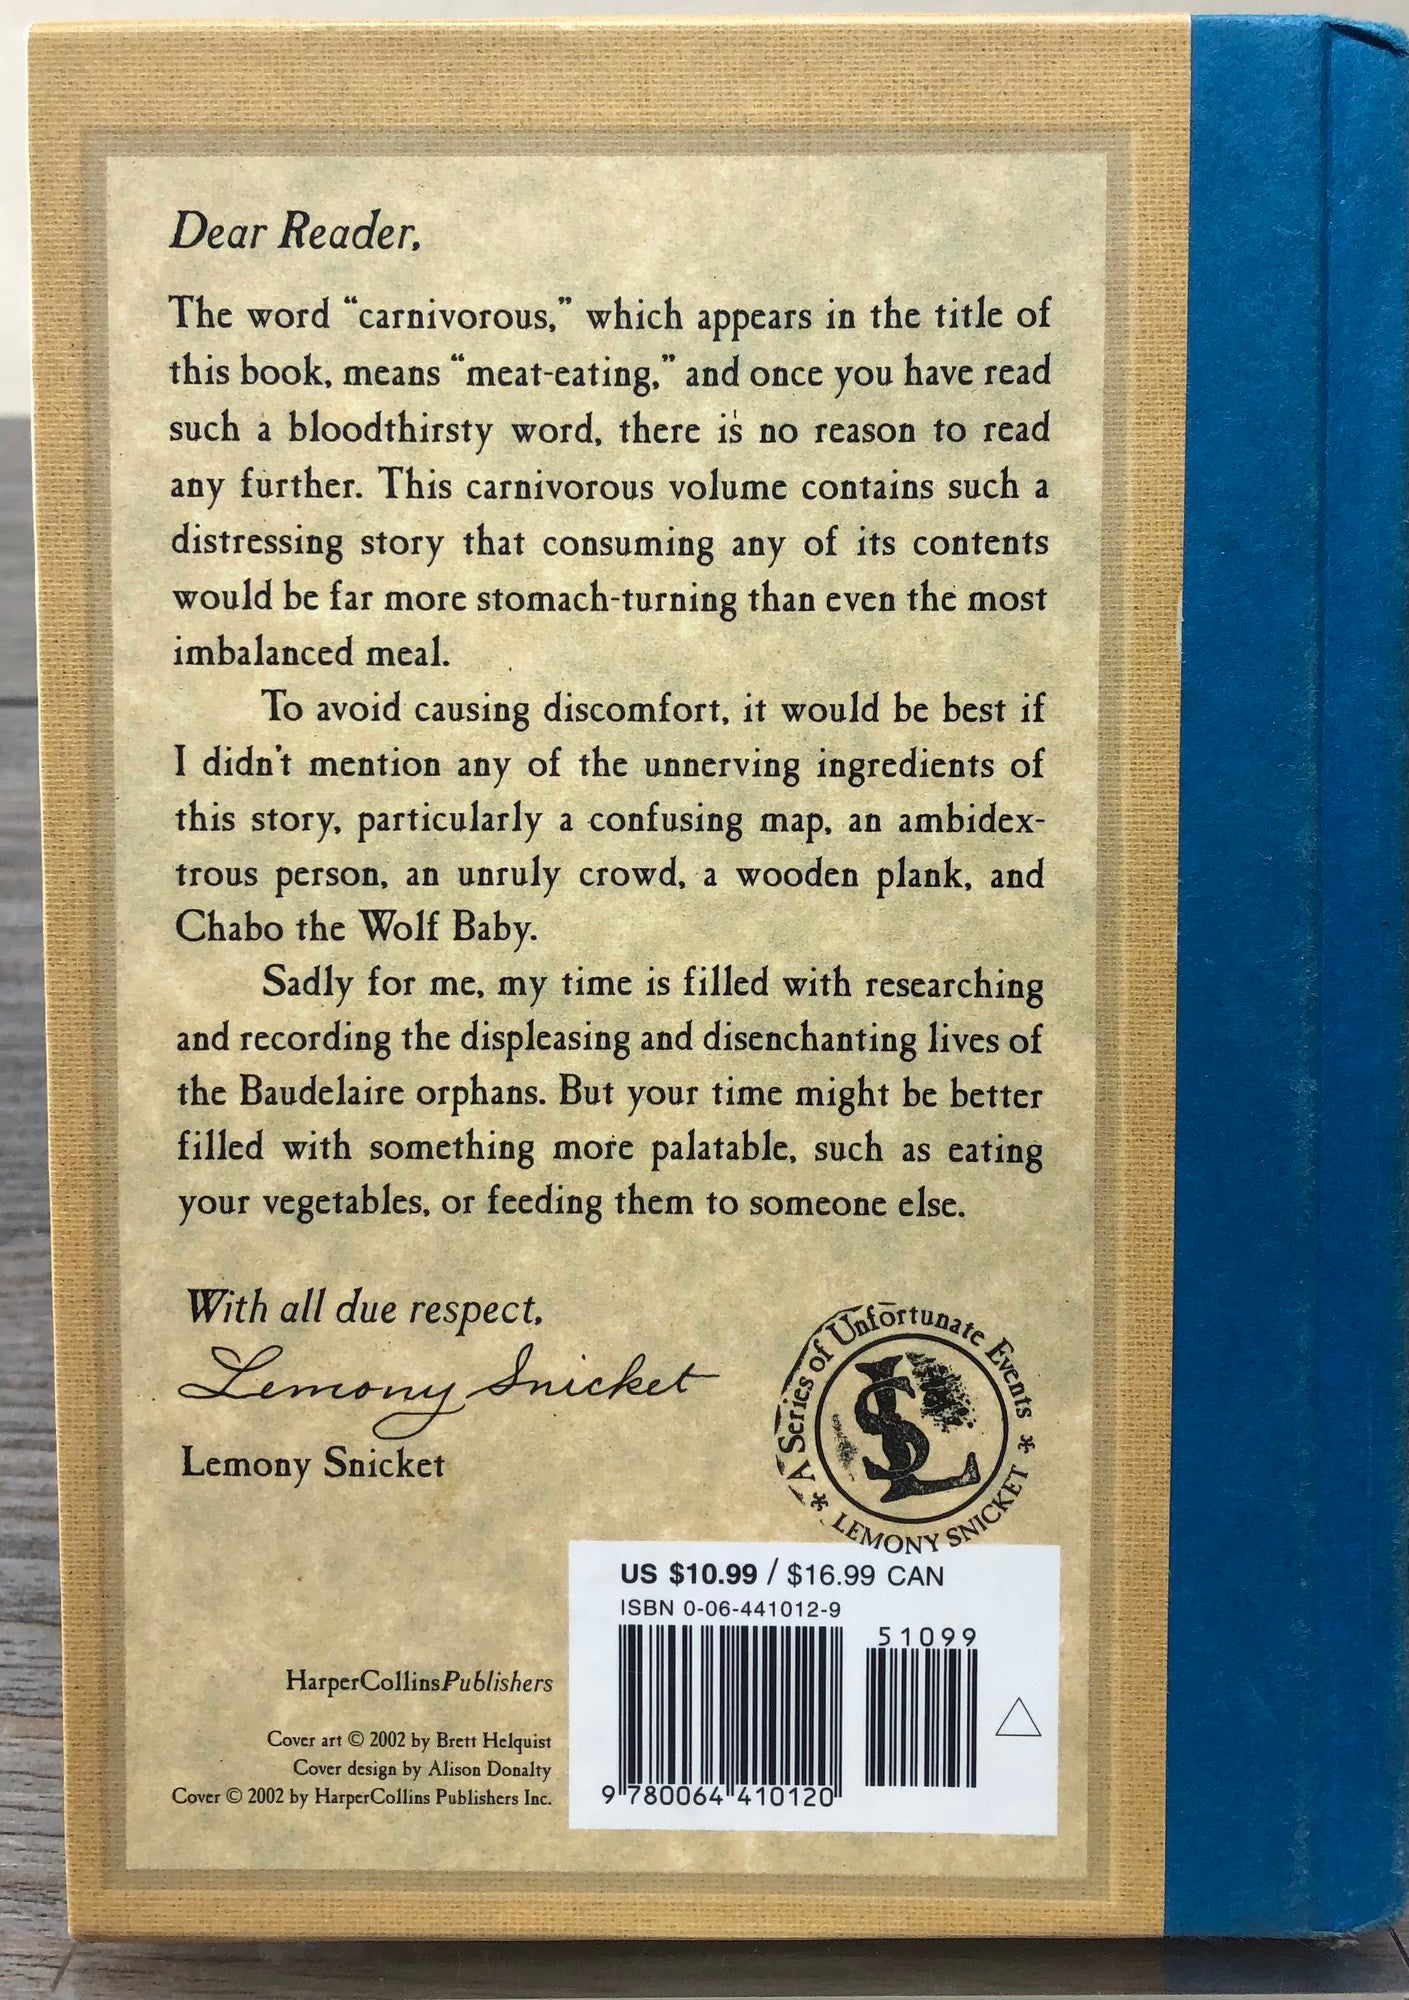 Dear Reader,
The word “carnivorous,” which appears in the title of
this book, means “meat-eating,” and once you have read
such a bloodthirsty word, there is no reason to read
any further. This carnivorous volume contains such a
distressing story that consuming any of its contents
would be far more stomach-turning than even the most
imbalanced meal.
To avoid causing discomfort, it would be best if
I didn't mention any of the unnerving ingredients of
this story, particularly a confusing map, an ambidex-
trous person, an unruly crowd, a wooden plank, and
Chabo the Wolf Baby.
Sadly for me, my time is filled with researching
and recording the displeasing and disenchanting lives of
the Baudelaire orphans. But your time might be better
filled with something more palatable, such as eating
your vegetables, or feeding them to someone else.
With all due respect,
Lemony Snicket
Lemony Snicket
* A Series of Unfortunate Events *
LS
LEMONY SNICKET
US $10.99 / $16.99 CAN
ISBN 0-06-441012-9
51099
9 780064 410120
HarperCollinsPublishers
Cover art © 2002 by Brett Helquist
Cover design by Alison Donalty
Cover © 2002 by HarperCollins Publishers Inc.